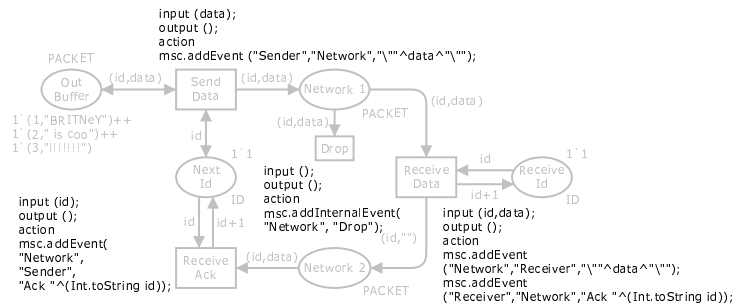 input (data);
output ();
action
msc.addEvent ("Sender","Network","\""^data^"\"");
PACKET
Out
Buffer
(id,data)
Send
Data
(id,data)
Network 1
PACKET
(id,data)
1`(1,"BRITNeY")++
1`(2," is coo")++
1`(3,"l!!!!!!!")
id
(id,data)
Drop
1`1
Next
Id
ID
input ();
output ();
action
msc.addInternalEvent(
"Network", "Drop");
Receive
Data
id
id+1
1`1
Receive
Id
ID
input (id);
output ();
action
msc.addEvent(
"Network",
"Sender",
"Ack "^(Int.toString id));
id
id+1
Receive
Ack
(id,data)
Network 2
PACKET
(id,"")
input (id,data);
output ();
action
msc.addEvent
("Network","Receiver","\""^data^"\"");
msc.addEvent
("Receiver","Network","Ack "^(Int.toString id));